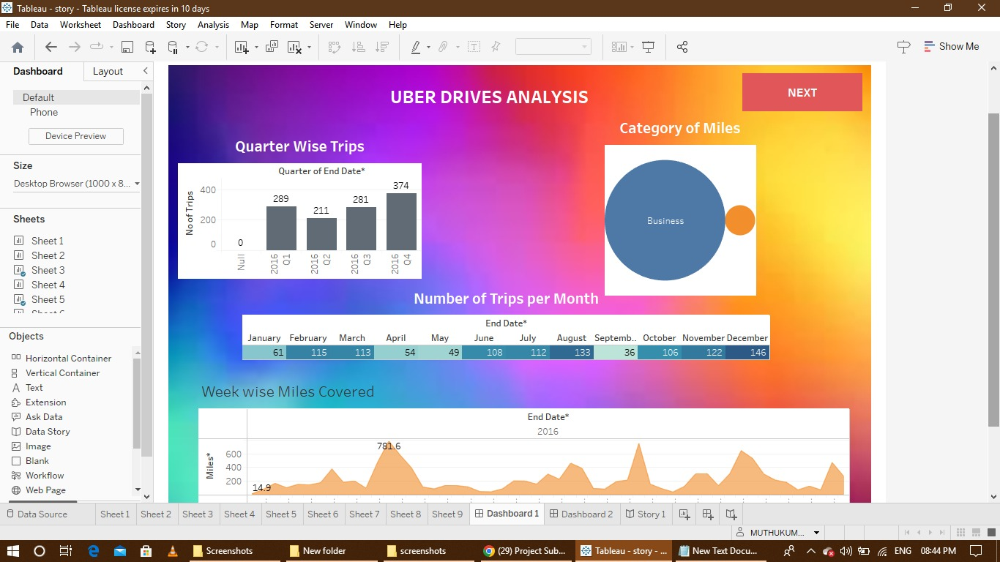 Tableau - story - Tableau license expires in 10 days
File Data Worksheet Dashboard Story Analysis Map Format Server Window Help
Show Me
Dashboard Layout
Default
Phone
Device Preview
Size
Desktop Browser (1000 x 8...
Sheets
Sheet 1
Sheet 2
Sheet 3
Sheet 4
Sheet 5
Objects
Horizontal Container
Vertical Container
Text
Extension
Ask Data
Data Story
Image
Blank
Workflow
Web Page
UBER DRIVES ANALYSIS
NEXT
Quarter Wise Trips
Quarter of End Date*
No of Trips
400
200
0
0 289 211 281 374
Null 2016 Q1 2016 Q2 2016 Q3 2016 Q4
Category of Miles
Business
Number of Trips per Month
End Date*
January February March April May June July August Septemb.. October November December
61 115 113 54 49 108 112 133 36 106 122 146
Week wise Miles Covered
End Date*
2016
Miles*
600
400
200
781.6
14.9
Data Source Sheet 1 Sheet 2 Sheet 3 Sheet 4 Sheet 5 Sheet 6 Sheet 7 Sheet 8 Sheet 9 Dashboard 1 Dashboard 2 Story 1
MUTHUKUM...
Screenshots New folder screenshots (29) Project Sub... Tableau - story - ... New Text Docu... ENG 08:44 PM